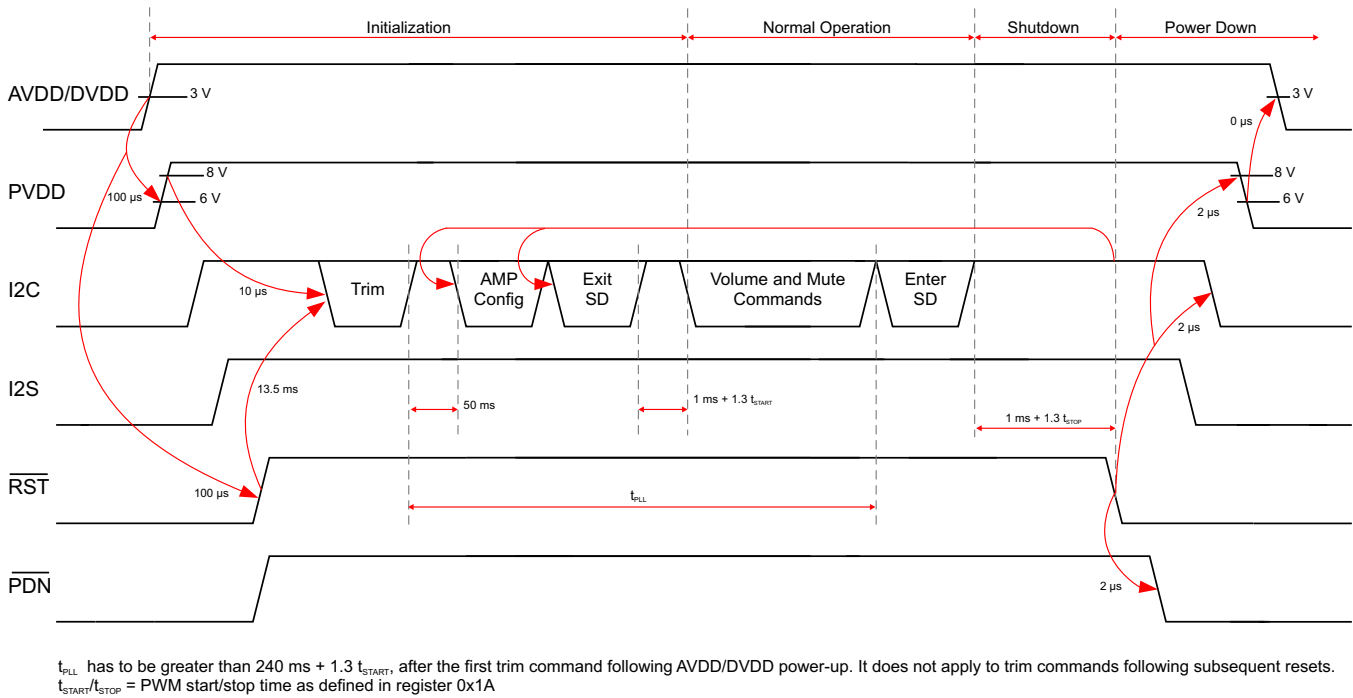 Initialization
Normal Operation
Shutdown
Power Down
AVDD/DVDD
3 V
3 V
0 µs
PVDD
8 V
100 µs
6 V
8 V
2 µs
6 V
I2C
10 µs
Trim
AMP
Config
Exit
SD
Volume and Mute
Commands
Enter
SD
2 µs
I2S
13.5 ms
50 ms
1 ms + 1.3 tSTART
1 ms + 1.3 tSTOP
RST
100 µs
tPLL
PDN
2 µs
tPLL has to be greater than 240 ms + 1.3 tSTART, after the first trim command following AVDD/DVDD power-up. It does not apply to trim commands following subsequent resets.
tSTART/tSTOP = PWM start/stop time as defined in register 0x1A